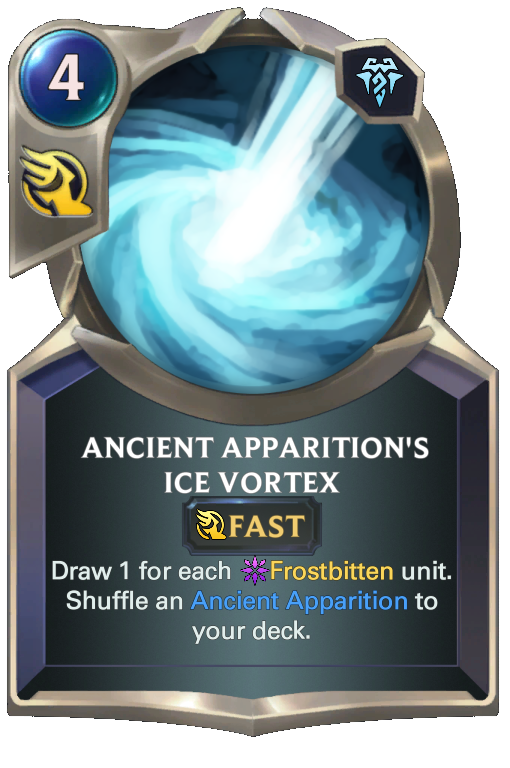 4
ANCIENT APPARITION'S
ICE VORTEX
FAST
Draw 1 for each Frostbitten unit.
Shuffle an Ancient Apparition to
your deck.